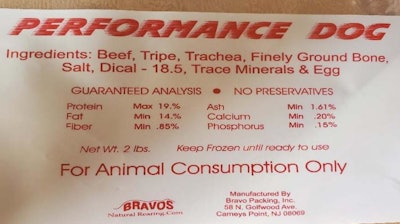 PERFORMANCE DOG
Ingredients: Beef, Tripe, Trachea, Finely Ground Bone,
Salt, Dical - 18.5, Trace Minerals & Egg
GUARANTEED ANALYSIS • NO PRESERVATIVES
Protein Max 19.% Ash Min 1.61%
Fat Min 14.% Calcium Min .20%
Fiber Min .85% Phosphorus Min .15%
Net Wt. 2 lbs. Keep Frozen until ready to use
For Animal Consumption Only
BRAVO'S
Natural-Rearing.Com
Manufactured By
Bravo Packing, Inc.
58 N. Golfwood Ave.
Carneys Point, NJ 08069